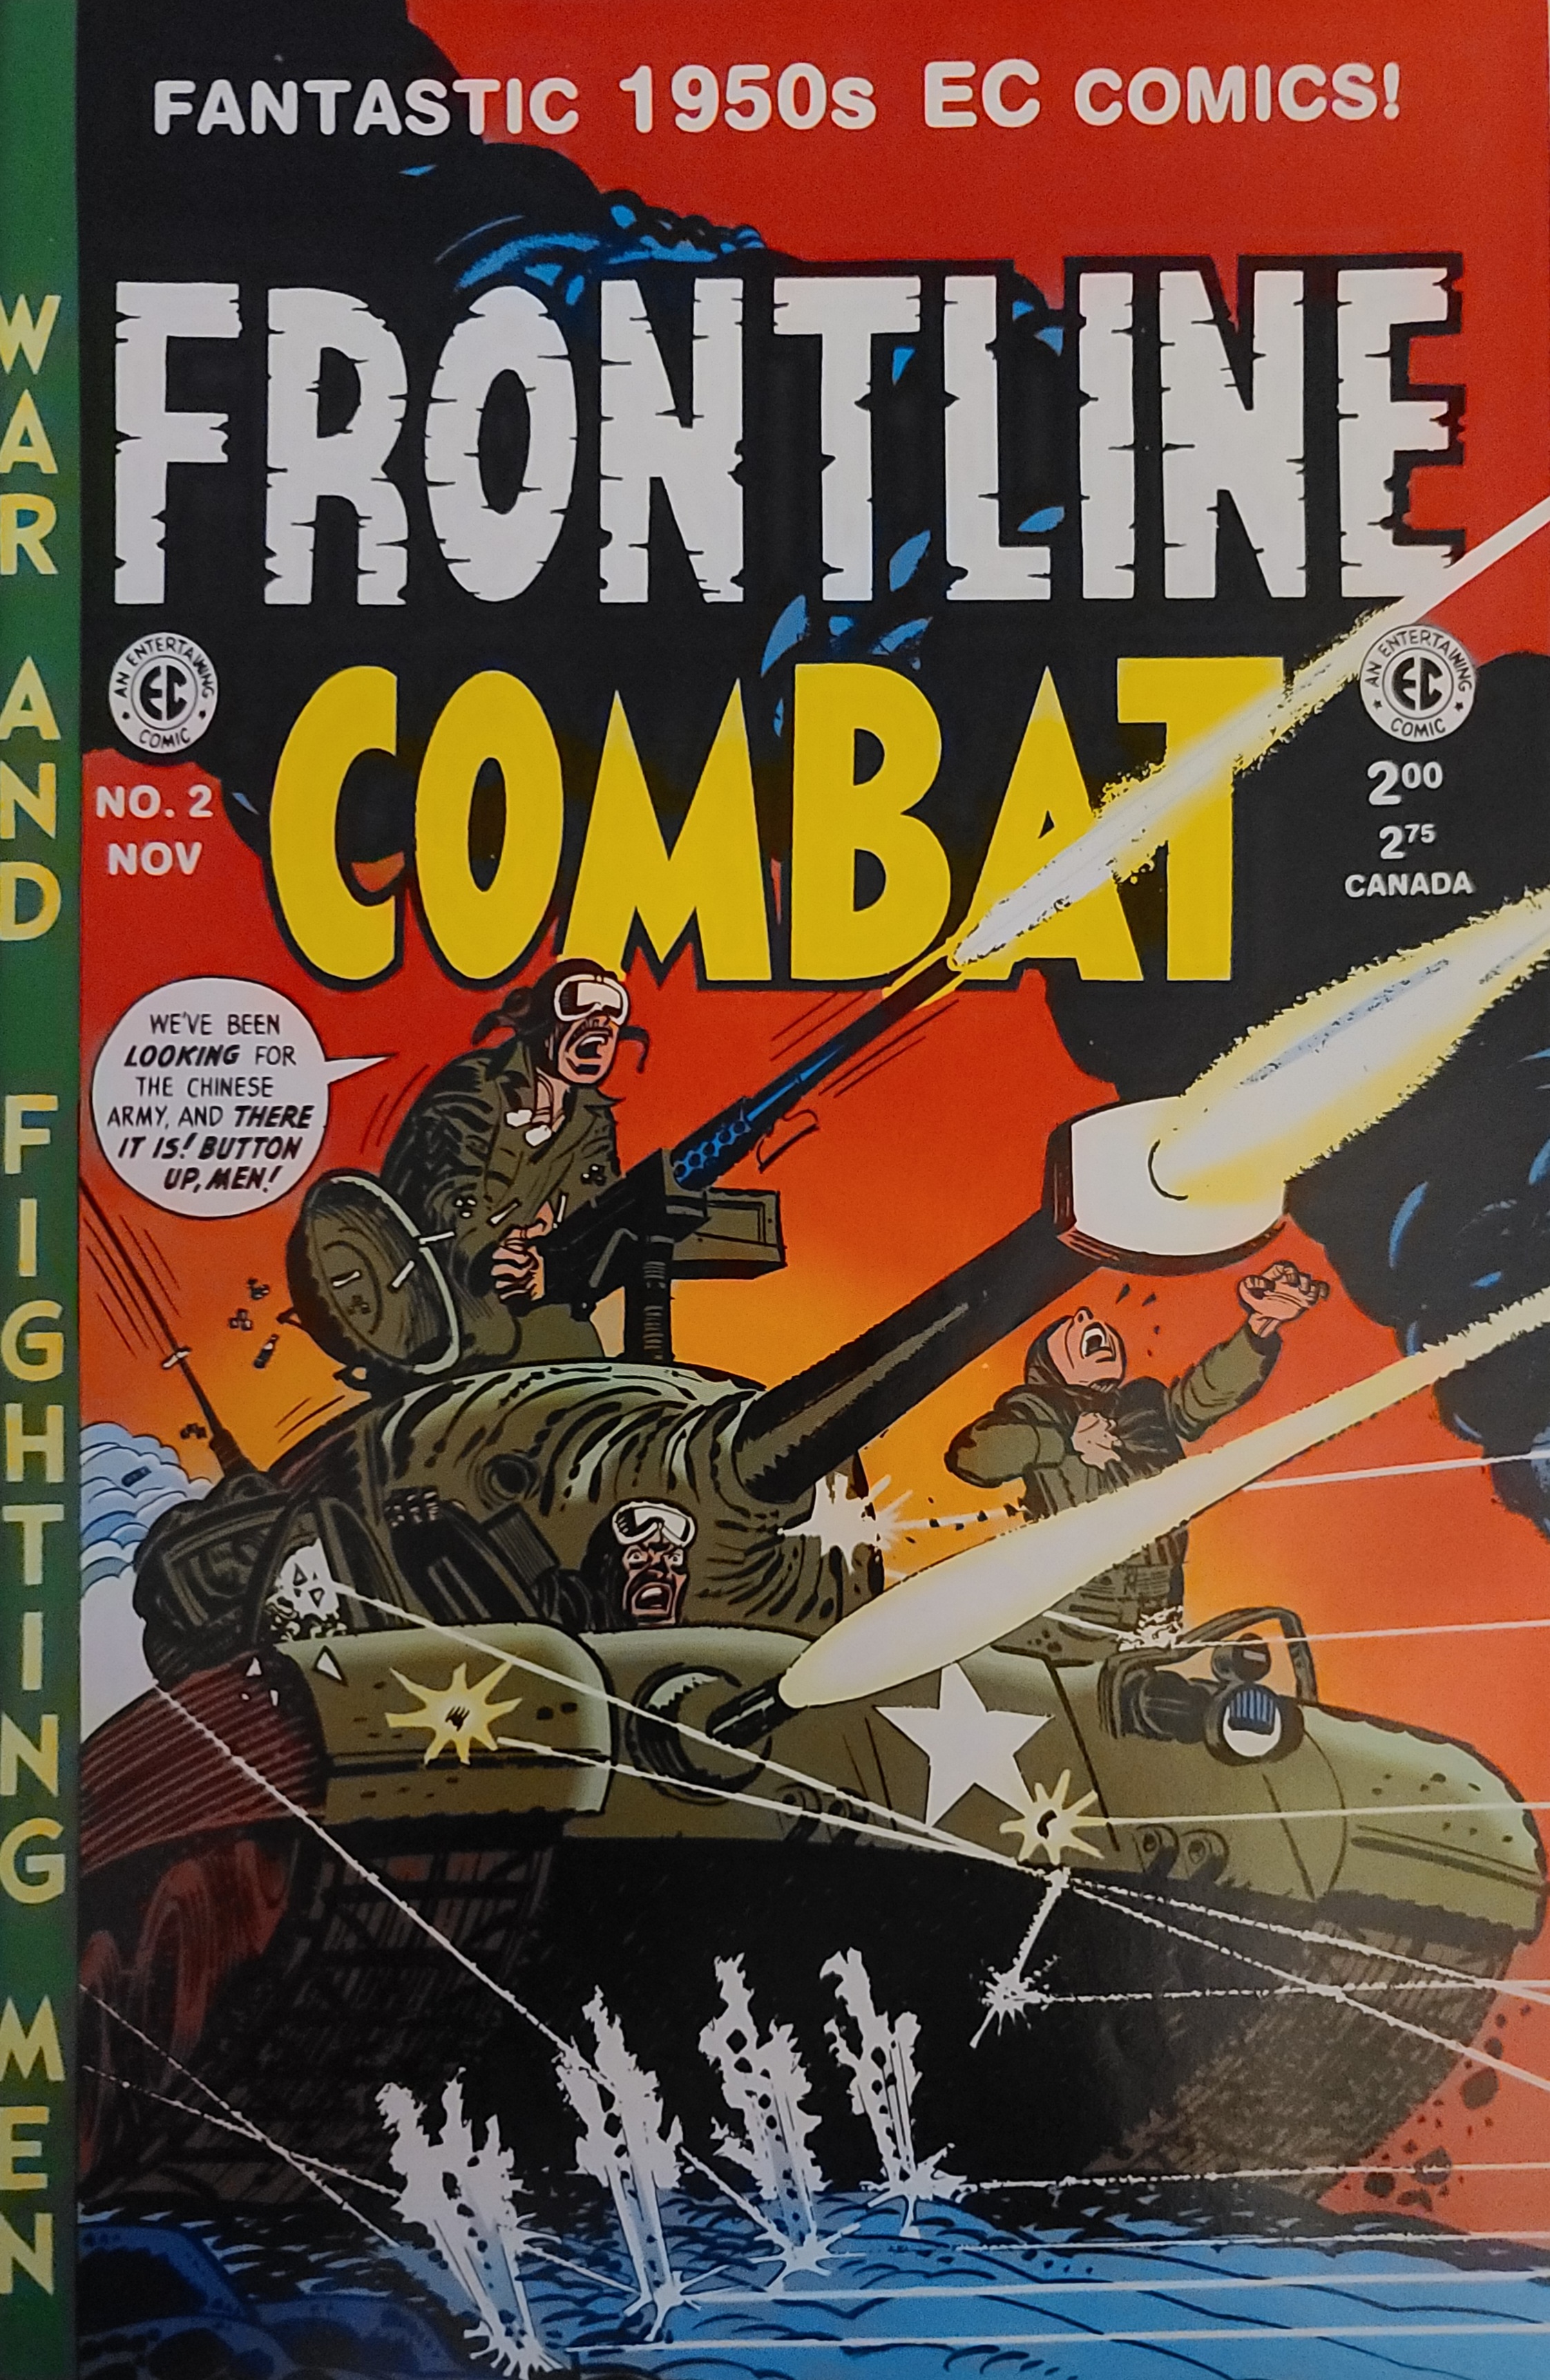 FANTASTIC 1950s EC COMICS!
FRONTLINE
COMBAT
AN ENTERTAINING
EC
COMIC
NO. 2
NOV
AN ENTERTAINING
EC
COMIC
2.00
2.75
CANADA
WE'VE BEEN
LOOKING FOR
THE CHINESE
ARMY, AND THERE
IT IS! BUTTON
UP, MEN!
WAR AND FIGHTING MEN